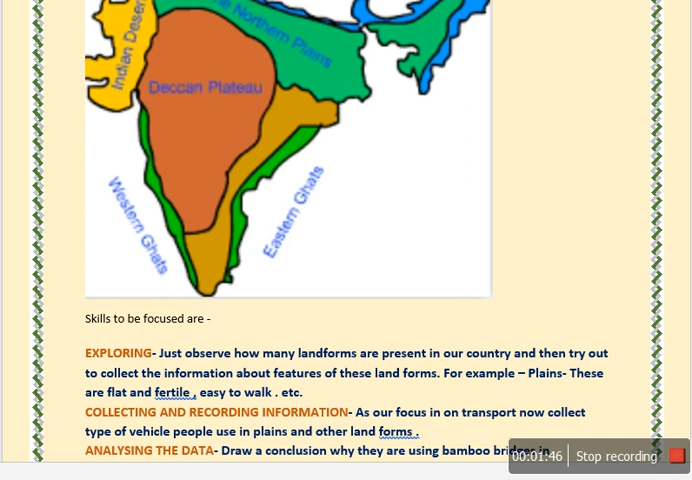 Indian Desert
he Northern Plains
Deccan Plateau
Western Ghats
Eastern Ghats
Skills to be focused are -
EXPLORING- Just observe how many landforms are present in our country and then try out
to collect the information about features of these land forms. For example – Plains- These
are flat and fertile , easy to walk . etc.
COLLECTING AND RECORDING INFORMATION- As our focus in on transport now collect
type of vehicle people use in plains and other land forms .
ANALYSING THE DATA- Draw a conclusion why they are using bamboo bridges in
00:01:46 Stop recording